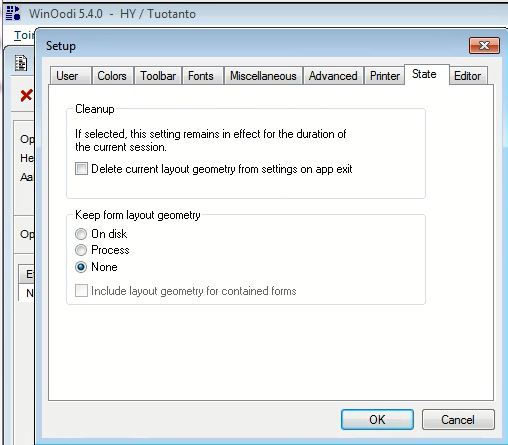 WinOodi 5.4.0 - HY / Tuotanto
Toir
Setup
User Colors Toolbar Fonts Miscellaneous Advanced Printer State Editor
Cleanup
If selected, this setting remains in effect for the duration of
the current session.
Delete current layout geometry from settings on app exit
Op
He
Aa
Keep form layout geometry
On disk
Op
Process
None
Include layout geometry for contained forms
N
OK Cancel